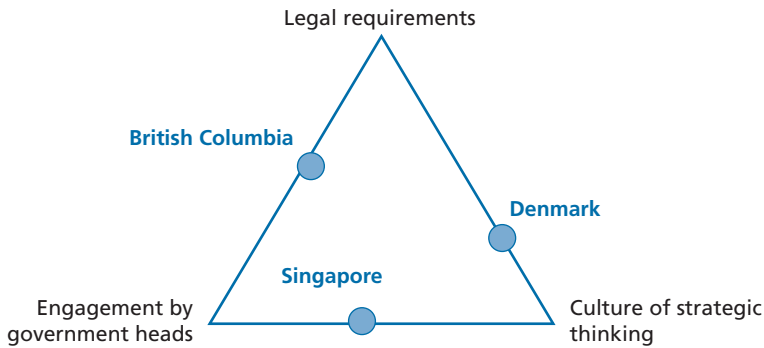 Legal requirements
British Columbia
Denmark
Singapore
Engagement by
government heads
Culture of strategic
thinking